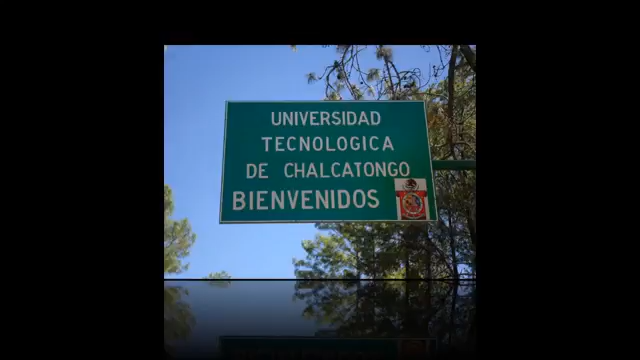 UNIVERSIDAD
TECNOLOGICA
DE CHALCATONGO
BIENVENIDOS